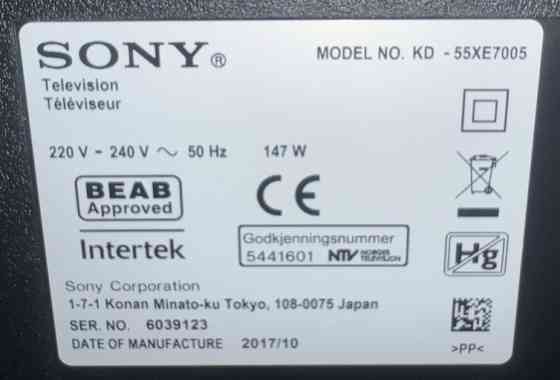 SONY®
MODEL NO. KD - 55XE7005
Television
Téléviseur
220 V ~ 240 V ∼ 50 Hz 147 W
BEAB
Approved
CE
Intertek
Godkjenningsnummer
5441601 NTV NORGES TELEVISJON
Hg
Sony Corporation
1-7-1 Konan Minato-ku Tokyo, 108-0075 Japan
SER. NO. 6039123
DATE OF MANUFACTURE 2017/10
>PP<